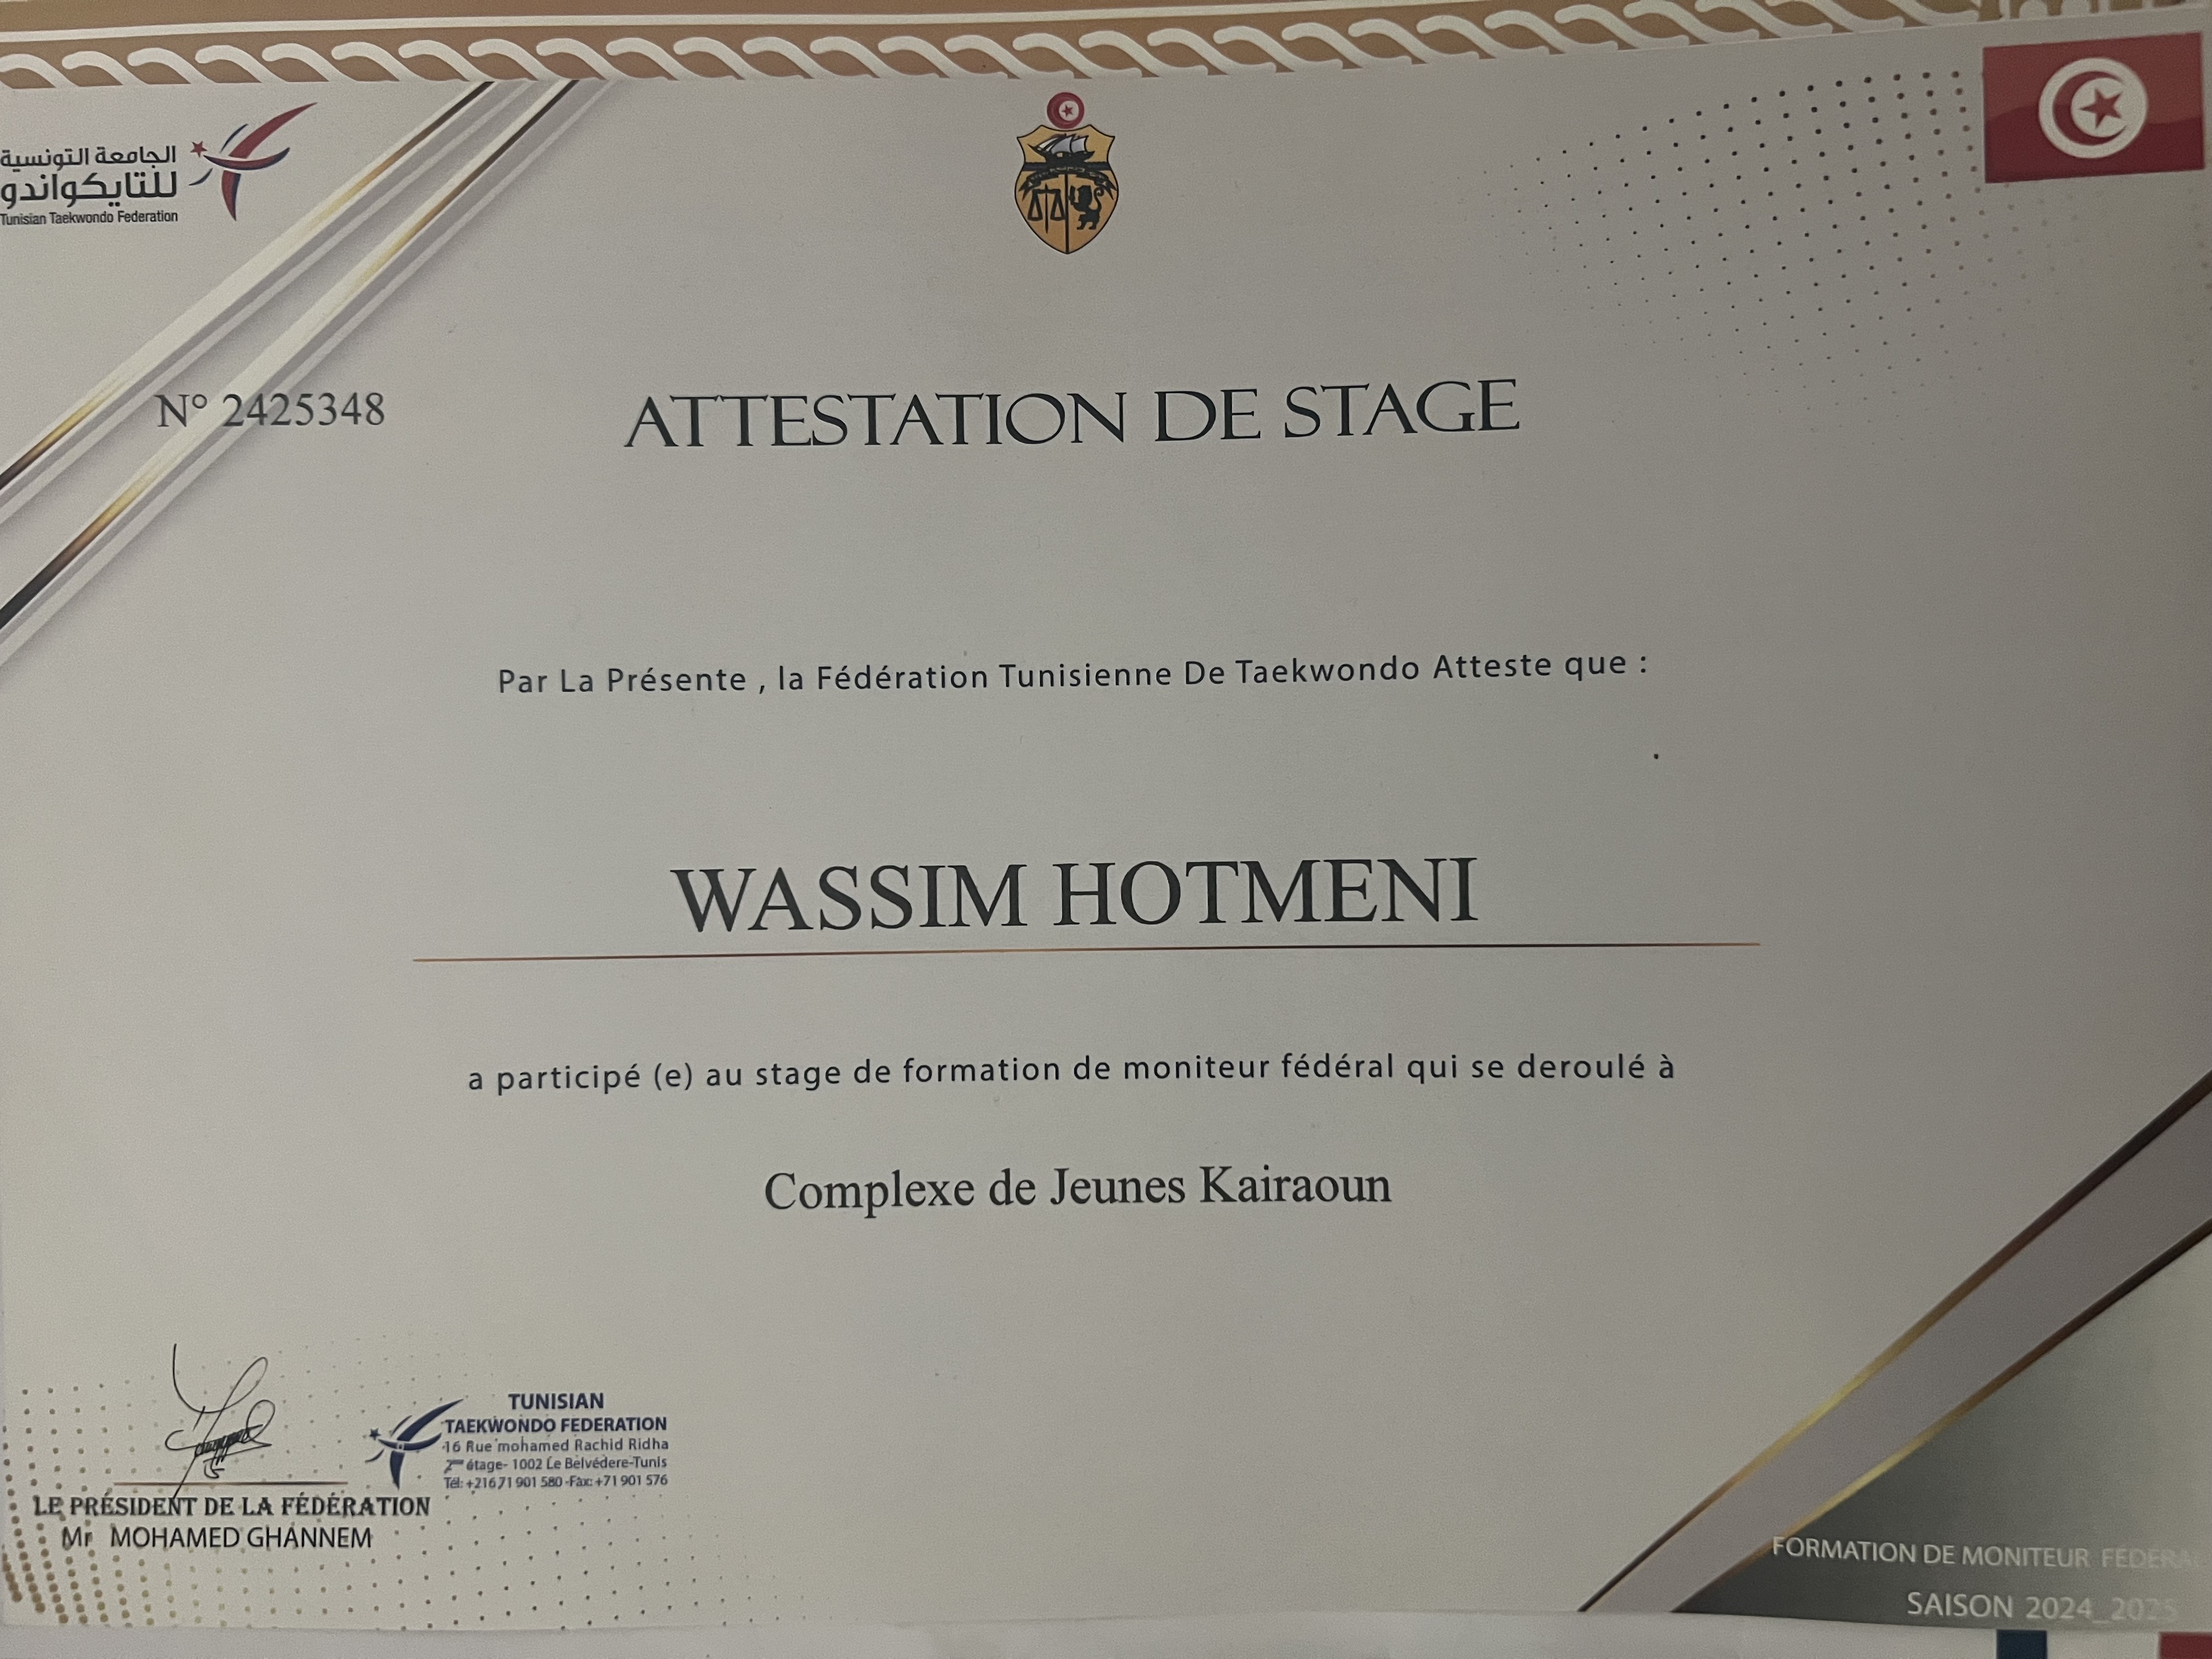 الجامعة التونسية
للتايكواندو
Tunisian Taekwondo Federation
N° 2425348
ATTESTATION DE STAGE
Par La Présente , la Fédération Tunisienne De Taekwondo Atteste que :
WASSIM HOTMENI
a participé (e) au stage de formation de moniteur fédéral qui se deroulé à
Complexe de Jeunes Kairaoun
TUNISIAN
TAEKWONDO FEDERATION
16 Rue mohamed Rachid Ridha
2ème étage- 1002 Le Belvédere-Tunis
Tél: +216 71 901 580 -Fax: +71 901 576
LE PRÉSIDENT DE LA FÉDÉRATION
Mr MOHAMED GHANNEM
FORMATION DE MONITEUR FEDERA
SAISON 2024_2025